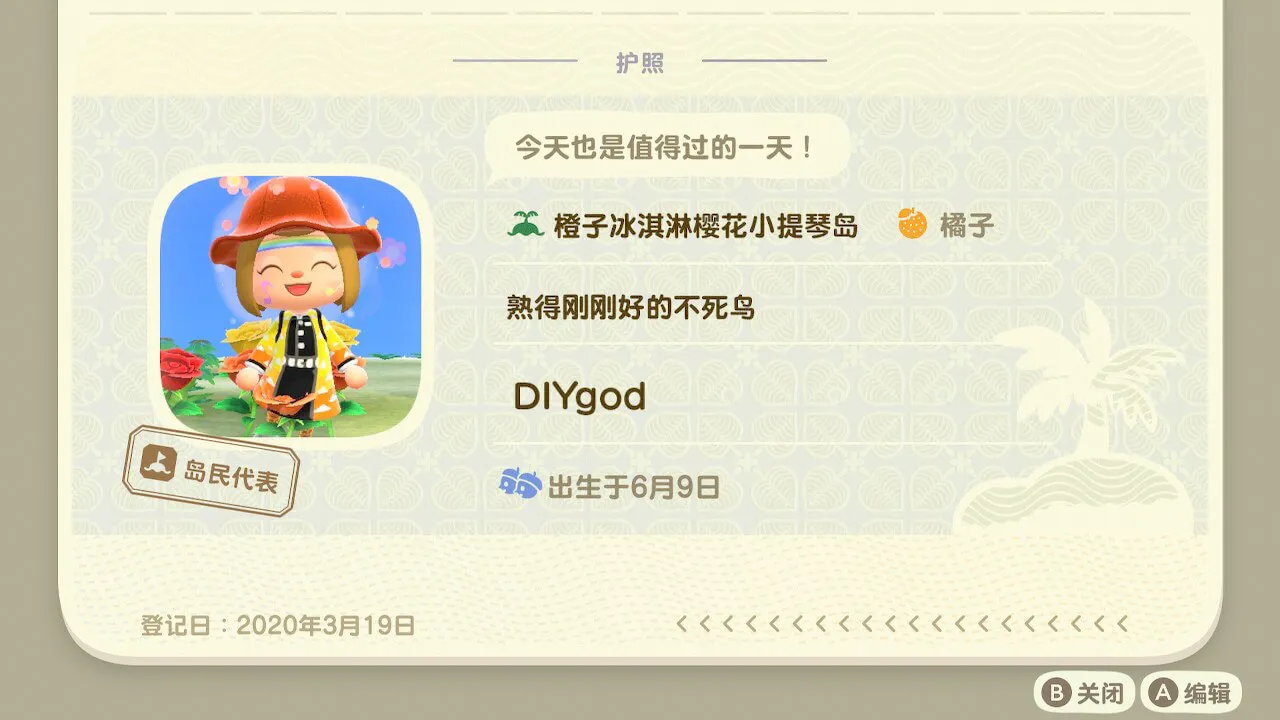 护照
今天也是值得过的一天！
橙子冰淇淋樱花小提琴岛 橘子
熟得刚刚好的不死鸟
DIYgod
出生于6月9日
岛民代表
登记日：2020年3月19日
B 关闭 A 编辑